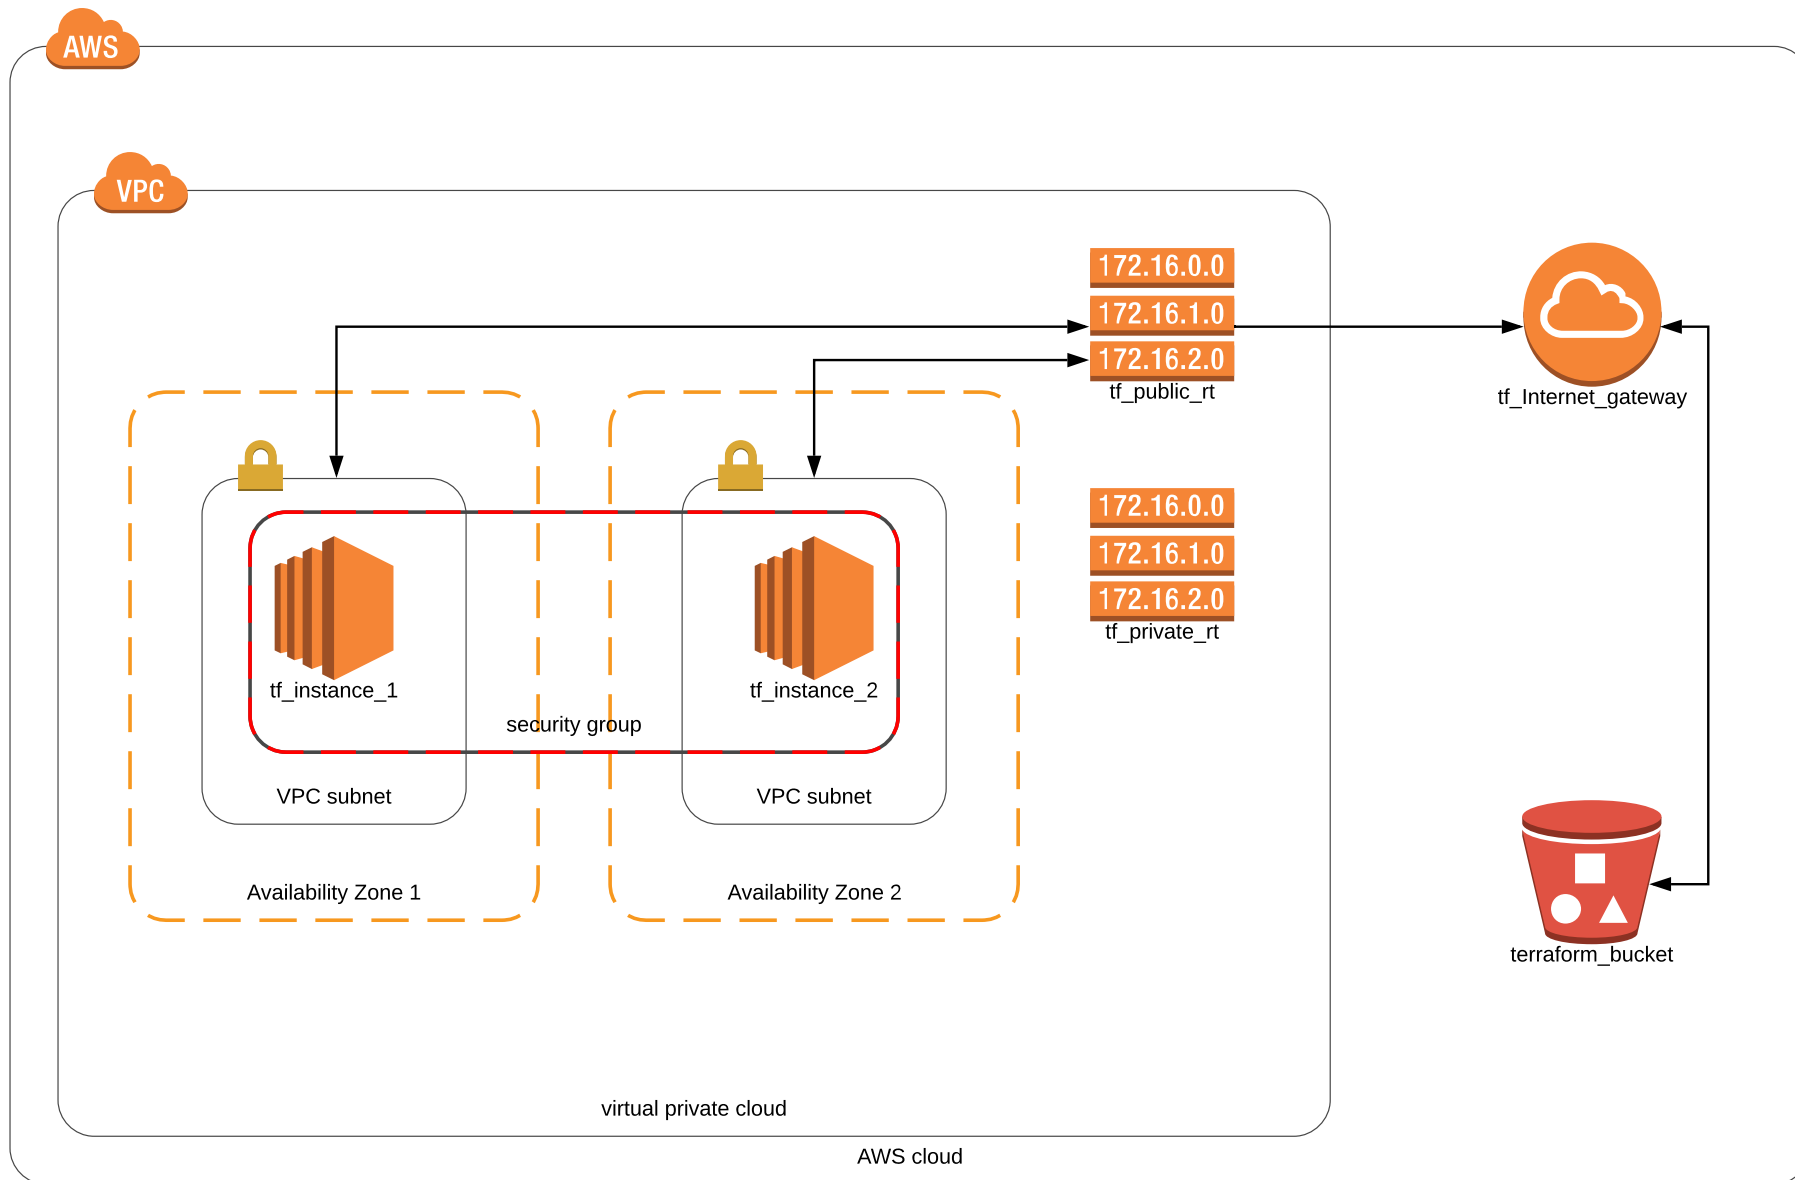 AWS
VPC
172.16.0.0
172.16.1.0
172.16.2.0
tf_public_rt
tf_Internet_gateway
172.16.0.0
172.16.1.0
172.16.2.0
tf_private_rt
tf_instance_1
tf_instance_2
security group
VPC subnet
VPC subnet
Availability Zone 1
Availability Zone 2
terraform_bucket
virtual private cloud
AWS cloud